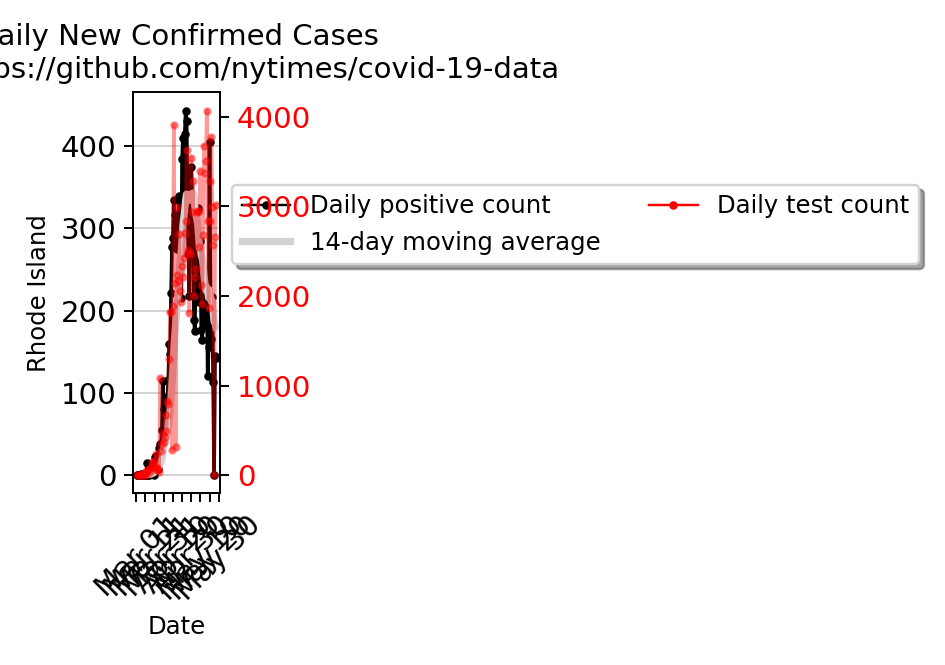 aily New Confirmed Cases
ps://github.com/nytimes/covid-19-data
400
300
200
100
0
Rhode Island
4000
3000
2000
1000
0
Daily positive count
Daily test count
14-day moving average
Date